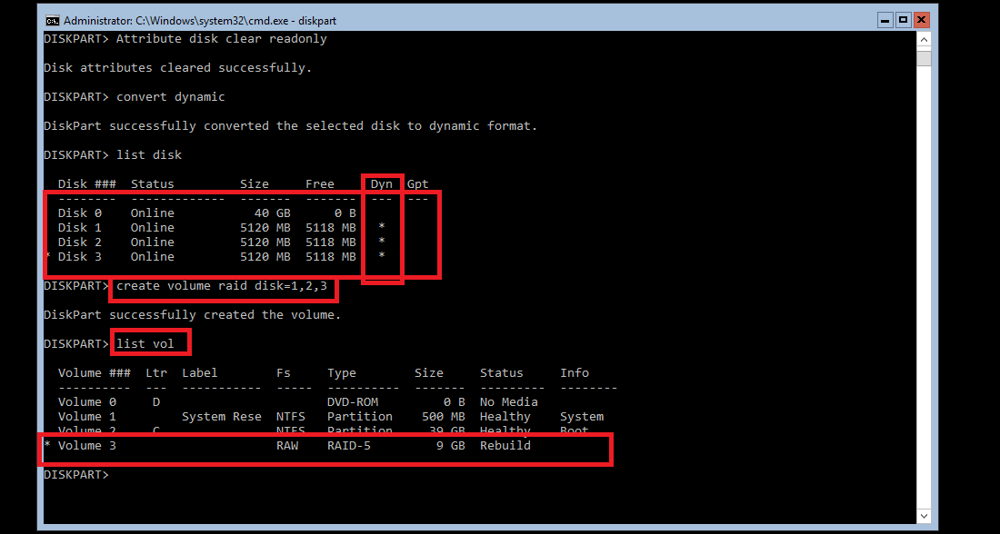 Administrator: C:\Windows\system32\cmd.exe - diskpart
DISKPART> Attribute disk clear readonly
Disk attributes cleared successfully.
DISKPART> convert dynamic
DiskPart successfully converted the selected disk to dynamic format.
DISKPART> list disk
Disk ### Status Size Free Dyn Gpt
-------- ------------- ------- ------- --- ---
Disk 0 Online 40 GB 0 B
Disk 1 Online 5120 MB 5118 MB *
Disk 2 Online 5120 MB 5118 MB *
* Disk 3 Online 5120 MB 5118 MB *
DISKPART> create volume raid disk=1,2,3
DiskPart successfully created the volume.
DISKPART> list vol
Volume ### Ltr Label Fs Type Size Status Info
---------- --- ----------- ----- ---------- ------- --------- --------
Volume 0 D DVD-ROM 0 B No Media
Volume 1 System Rese NTFS Partition 500 MB Healthy System
Volume 2 C NTFS Partition 39 GB Healthy Boot
* Volume 3 RAW RAID-5 9 GB Rebuild
DISKPART>